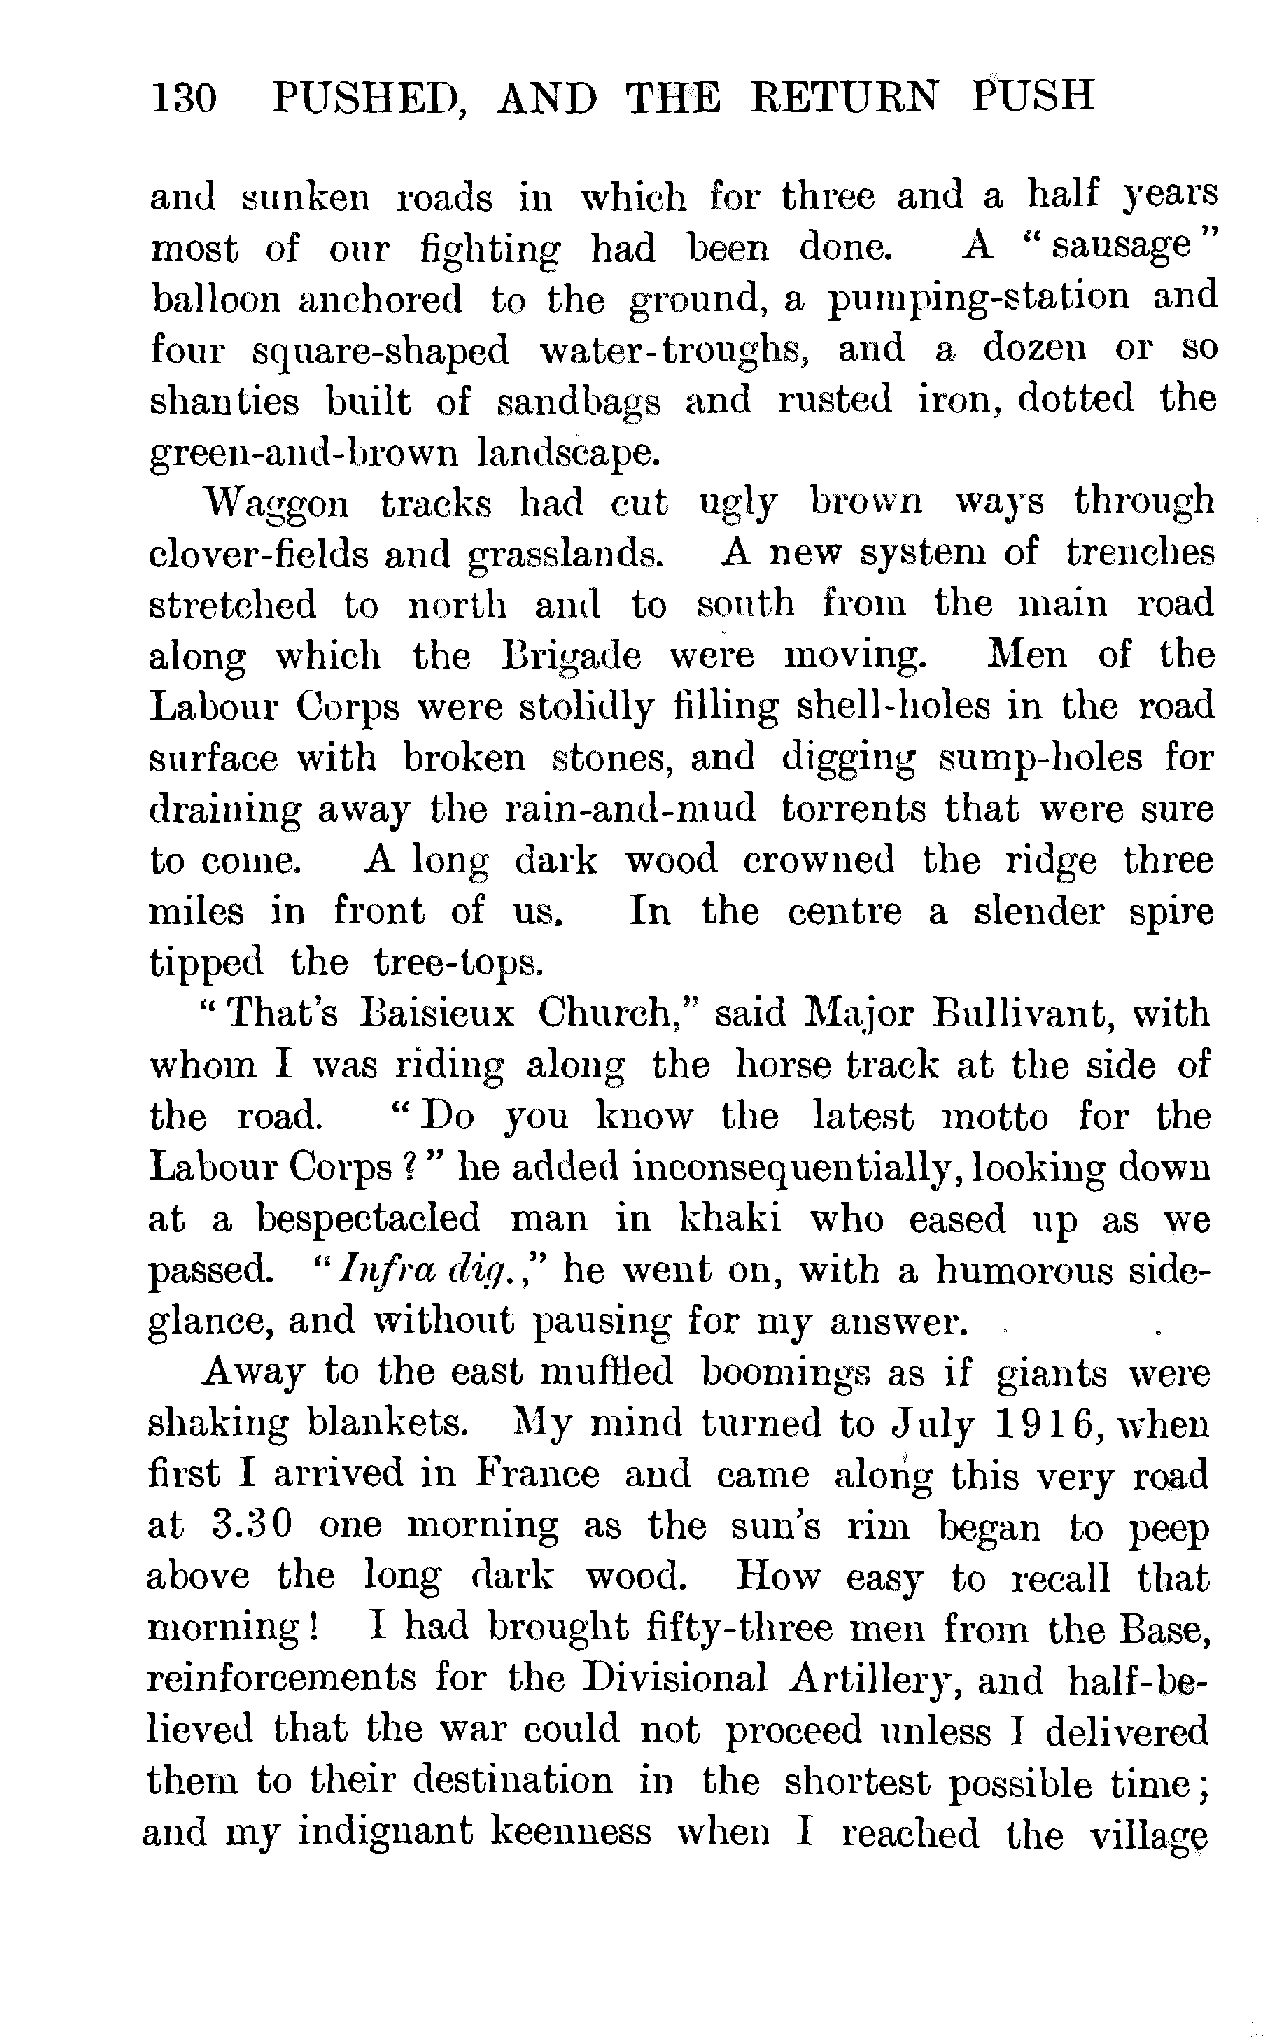 130 PUSHED, AND THE RETURN PUSH
and sunken roads in which for three and a half years
most of our fighting had been done. A “ sausage ”
balloon anchored to the ground, a pumping-station and
four square-shaped water-troughs, and a dozen or so
shanties built of sandbags and rusted iron, dotted the
green-and-brown landscape.
Waggon tracks had cut ugly brown ways through
clover-fields and grasslands. A new system of trenches
stretched to north and to south from the main road
along which the Brigade were moving. Men of the
Labour Corps were stolidly filling shell-holes in the road
surface with broken stones, and digging sump-holes for
draining away the rain-and-mud torrents that were sure
to come. A long dark wood crowned the ridge three
miles in front of us. In the centre a slender spire
tipped the tree-tops.
“ That’s Baisieux Church,” said Major Bullivant, with
whom I was riding along the horse track at the side of
the road. “ Do you know the latest motto for the
Labour Corps ? ” he added inconsequentially, looking down
at a bespectacled man in khaki who eased up as we
passed. “ Infra dig.,” he went on, with a humorous side-
glance, and without pausing for my answer.
Away to the east muffled boomings as if giants were
shaking blankets. My mind turned to July 1916, when
first I arrived in France and came along this very road
at 3.30 one morning as the sun’s rim began to peep
above the long dark wood. How easy to recall that
morning ! I had brought fifty-three men from the Base,
reinforcements for the Divisional Artillery, and half-be-
lieved that the war could not proceed unless I delivered
them to their destination in the shortest possible time ;
and my indignant keenness when I reached the village